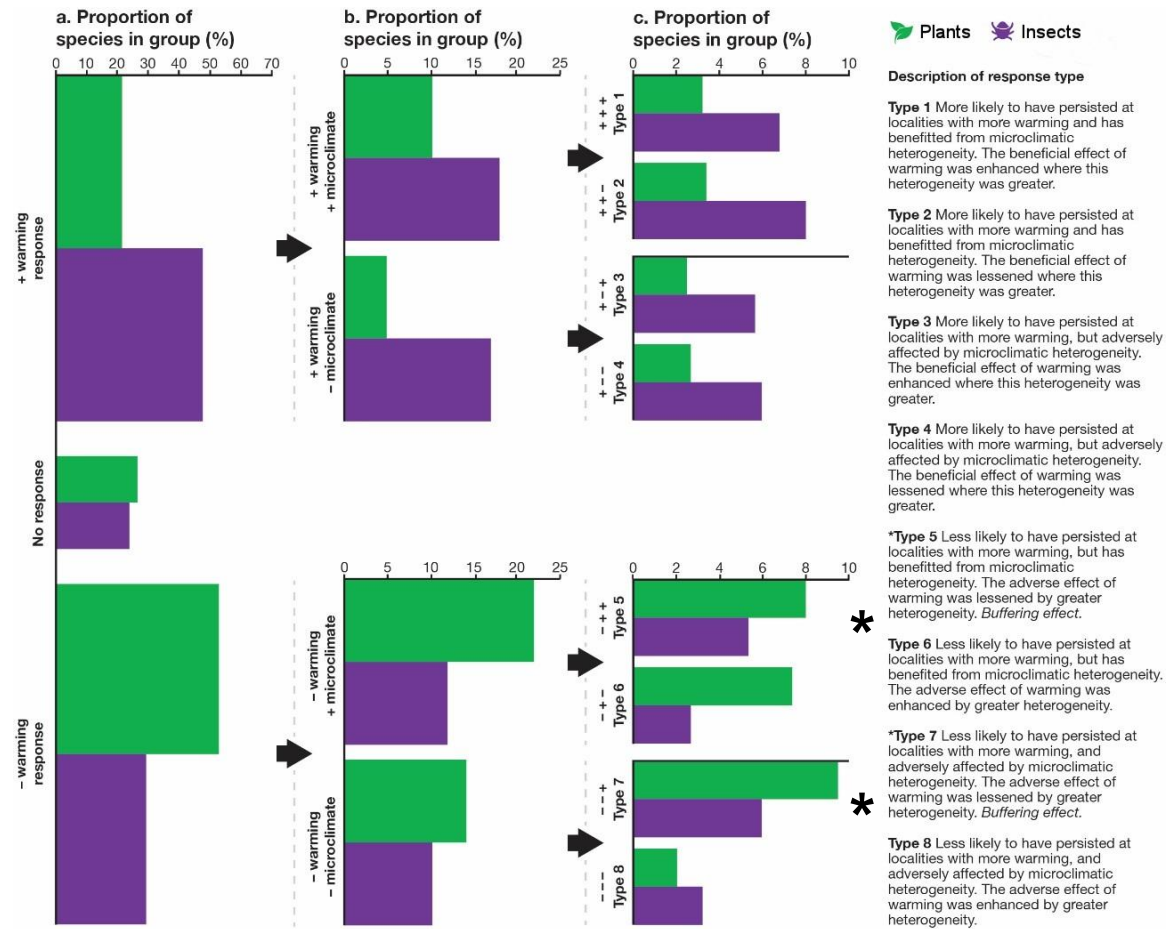 a. Proportion of
species in group (%)
0 10 20 30 40 50 60 70
+ warming
response
No response
– warming
response
b. Proportion of
species in group (%)
0 5 10 15 20 25
+ warming
+ microclimate
+ warming
– microclimate
0 5 10 15 20 25
– warming
+ microclimate
– warming
– microclimate
c. Proportion of
species in group (%)
0 2 4 6 8 10
+ + +
Type 1
+ + –
Type 2
+ – +
Type 3
+ – –
Type 4
0 2 4 6 8 10
– + +
Type 5
*
– + –
Type 6
– – +
Type 7
*
– – –
Type 8
Plants Insects
Description of response type
Type 1 More likely to have persisted at
localities with more warming and has
benefitted from microclimatic
heterogeneity. The beneficial effect of
warming was enhanced where this
heterogeneity was greater.
Type 2 More likely to have persisted at
localities with more warming and has
benefitted from microclimatic
heterogeneity. The beneficial effect of
warming was lessened where this
heterogeneity was greater.
Type 3 More likely to have persisted at
localities with more warming, but adversely
affected by microclimatic heterogeneity.
The beneficial effect of warming was
enhanced where this heterogeneity was
greater.
Type 4 More likely to have persisted at
localities with more warming, but adversely
affected by microclimatic heterogeneity.
The beneficial effect of warming was
lessened where this heterogeneity was
greater.
*Type 5 Less likely to have persisted at
localities with more warming, but has
benefitted from microclimatic
heterogeneity. The adverse effect of
warming was lessened by greater
heterogeneity. Buffering effect.
Type 6 Less likely to have persisted at
localities with more warming, but has
benefited from microclimatic heterogeneity.
The adverse effect of warming was
enhanced by greater heterogeneity.
*Type 7 Less likely to have persisted at
localities with more warming, and
adversely affected by microclimatic
heterogeneity. The adverse effect of
warming was lessened by greater
heterogeneity. Buffering effect.
Type 8 Less likely to have persisted at
localities with more warming, and
adversely affected by microclimatic
heterogeneity. The adverse effect of
warming was enhanced by greater
heterogeneity.